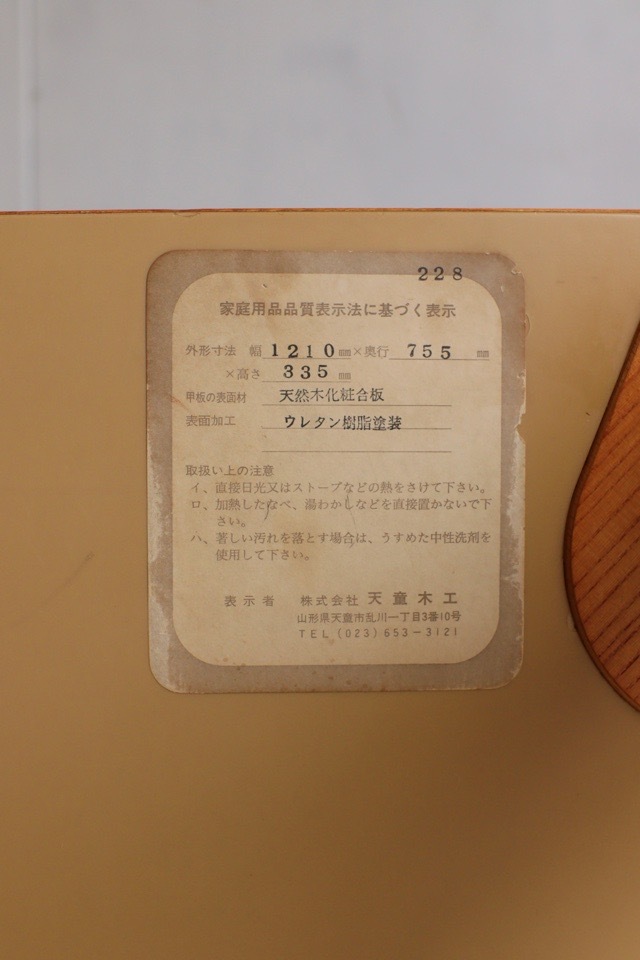 228
家庭用品品質表示法に基づく表示
外形寸法 幅 1210 ㎜×奥行 755 ㎜
×高さ 335 ㎜
甲板の表面材 天然木化粧合板
表面加工 ウレタン樹脂塗装
取扱い上の注意
イ、直接日光又はストーブなどの熱をさけて下さい。
ロ、加熱したなべ、湯わかしなどを直接置かないで下
さい。
ハ、著しい汚れを落とす場合は、うすめた中性洗剤を
使用して下さい。
表示者 株式会社 天童木工
山形県天童市乱川一丁目3番10号
TEL (023) 653-3121